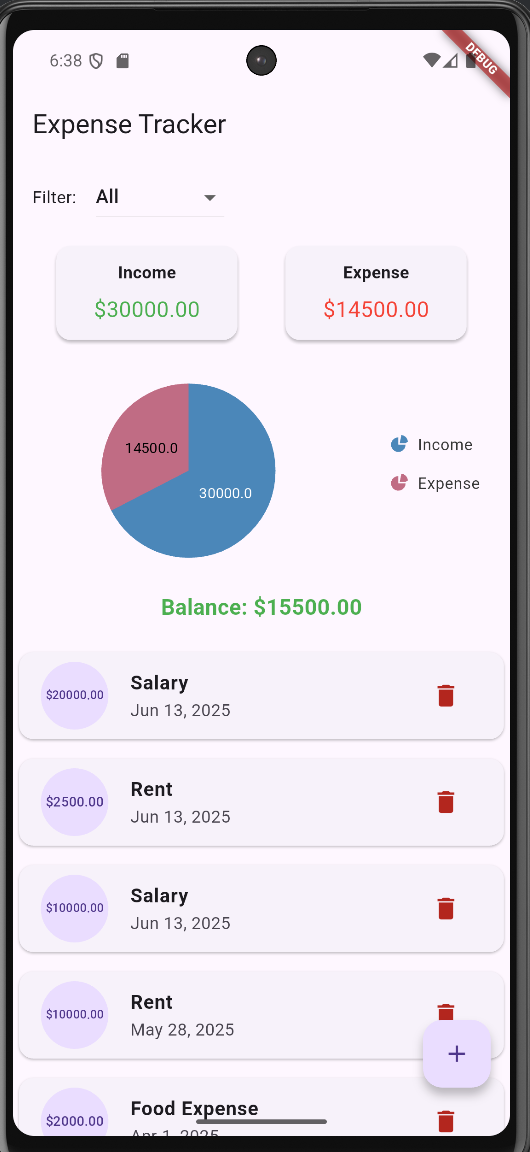 6:38
DEBUG
Expense Tracker
Filter: All
Income
$30000.00
Expense
$14500.00
14500.0
30000.0
Income
Expense
Balance: $15500.00
$20000.00
Salary
Jun 13, 2025
$2500.00
Rent
Jun 13, 2025
$10000.00
Salary
Jun 13, 2025
$10000.00
Rent
May 28, 2025
+
$2000.00
Food Expense
Apr 1, 2025